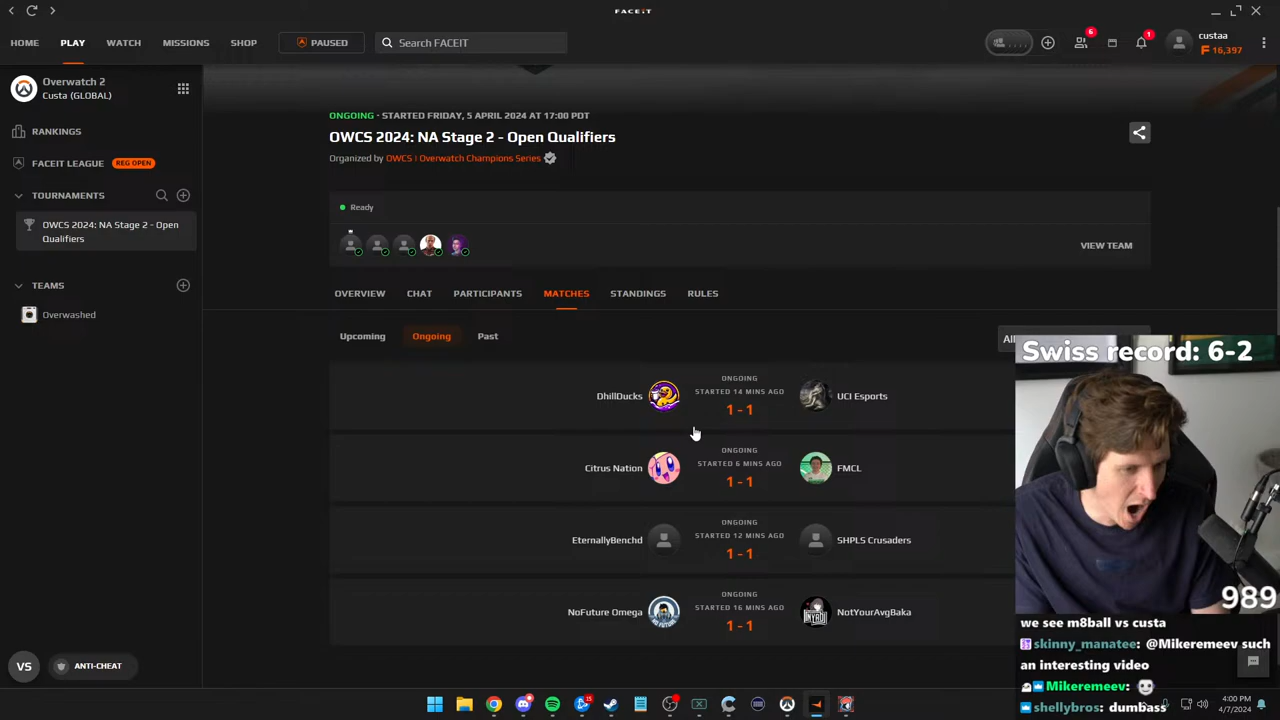 FACEIT
HOME
PLAY
WATCH
MISSIONS
SHOP
PAUSED
Search FACEIT
6
1
custaa
16,397
Overwatch 2
Custa (GLOBAL)
RANKINGS
FACEIT LEAGUE REG OPEN
TOURNAMENTS
OWCS 2024: NA Stage 2 - Open
Qualifiers
TEAMS
Overwashed
VS
ANTI-CHEAT
ONGOING - STARTED FRIDAY, 5 APRIL 2024 AT 17:00 PDT
OWCS 2024: NA Stage 2 - Open Qualifiers
Organized by OWCS | Overwatch Champions Series
Ready
VIEW TEAM
OVERVIEW
CHAT
PARTICIPANTS
MATCHES
STANDINGS
RULES
Upcoming
Ongoing
Past
All
ONGOING
STARTED 14 MINS AGO
DhillDucks
1 - 1
UCI Esports
ONGOING
STARTED 6 MINS AGO
Citrus Nation
1 - 1
FMCL
ONGOING
STARTED 12 MINS AGO
EternallyBenchd
1 - 1
SHPLS Crusaders
ONGOING
STARTED 16 MINS AGO
NoFuture Omega
1 - 1
NotYourAvgBaka
Swiss record: 6-2
989
we see m8ball vs custa
skinny_manatee: @Mikeremeev such
an interesting video
Mikeremeev:
shellybros: dumbass
15
4:00 PM
4/7/2024